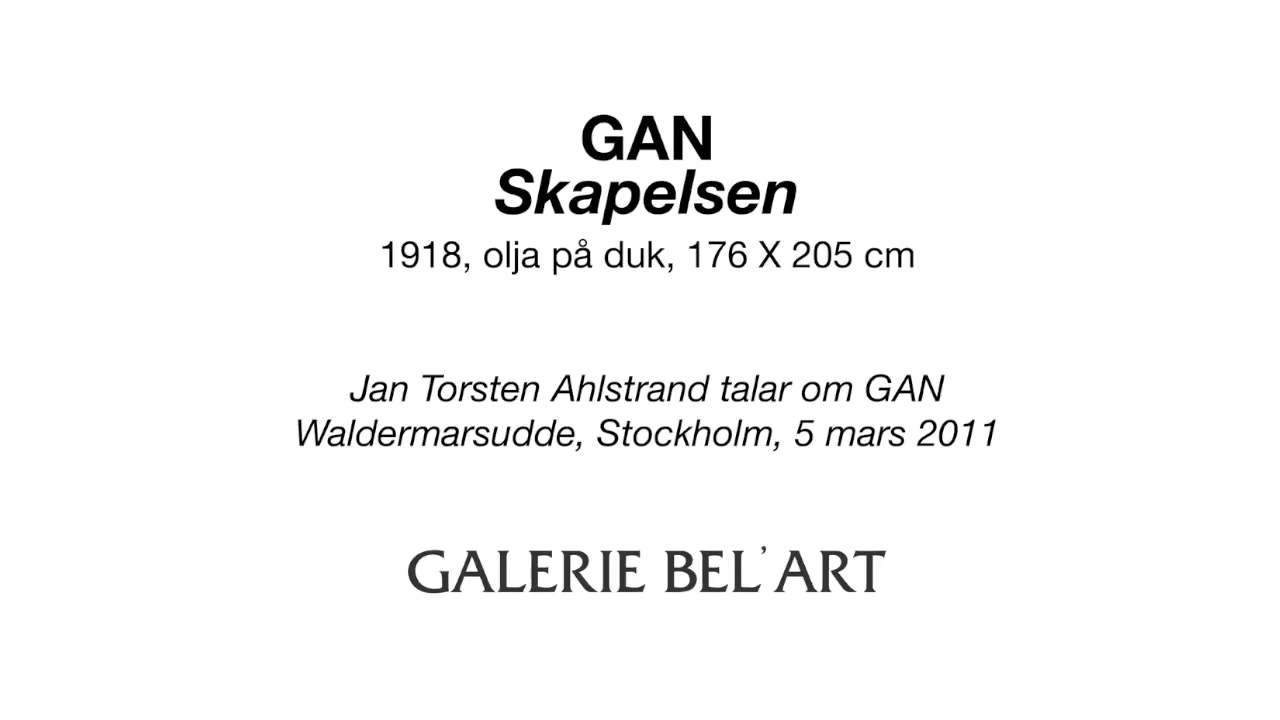 GAN
Skapelsen
1918, olja på duk, 176 X 205 cm
Jan Torsten Ahlstrand talar om GAN
Waldermarsudde, Stockholm, 5 mars 2011
GALERIE BEL’ART